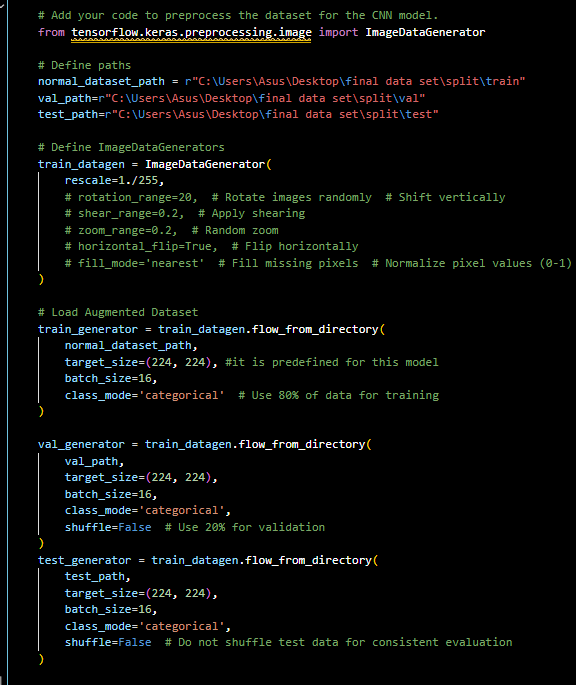 # Add your code to preprocess the dataset for the CNN model.
from tensorflow.keras.preprocessing.image import ImageDataGenerator
# Define paths
normal_dataset_path = r"C:\Users\Asus\Desktop\final data set\split\train"
val_path=r"C:\Users\Asus\Desktop\final data set\split\val"
test_path=r"C:\Users\Asus\Desktop\final data set\split\test"
# Define ImageDataGenerators
train_datagen = ImageDataGenerator(
rescale=1./255,
# rotation_range=20,  # Rotate images randomly  # Shift vertically
# shear_range=0.2,  # Apply shearing
# zoom_range=0.2,  # Random zoom
# horizontal_flip=True,  # Flip horizontally
# fill_mode='nearest'  # Fill missing pixels  # Normalize pixel values (0-1)
)
# Load Augmented Dataset
train_generator = train_datagen.flow_from_directory(
normal_dataset_path,
target_size=(224, 224), #it is predefined for this model
batch_size=16,
class_mode='categorical'  # Use 80% of data for training
)
val_generator = train_datagen.flow_from_directory(
val_path,
target_size=(224, 224),
batch_size=16,
class_mode='categorical',
shuffle=False  # Use 20% for validation
)
test_generator = train_datagen.flow_from_directory(
test_path,
target_size=(224, 224),
batch_size=16,
class_mode='categorical',
shuffle=False  # Do not shuffle test data for consistent evaluation
)